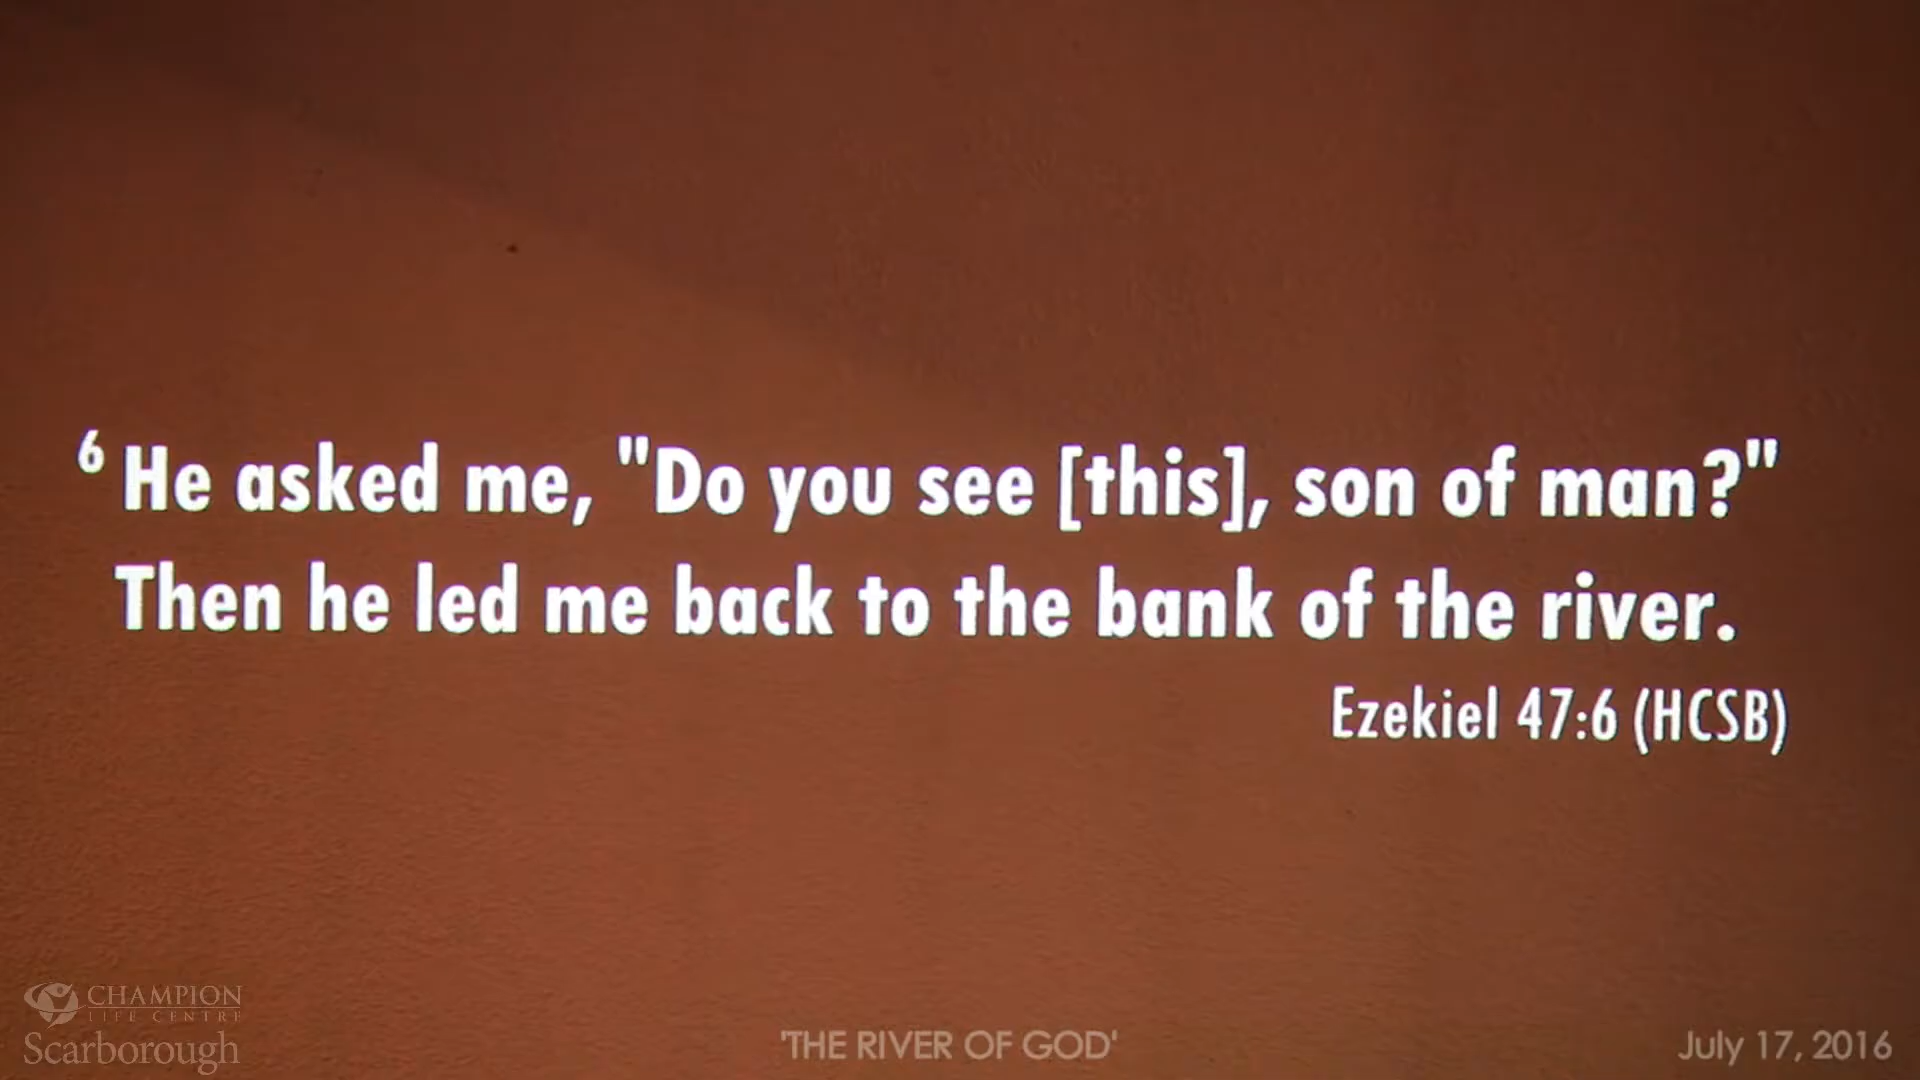 6 He asked me, "Do you see [this], son of man?"
Then he led me back to the bank of the river.
Ezekiel 47:6 (HCSB)
CHAMPION
LIFE CENTRE
Scarborough
'THE RIVER OF GOD'
July 17, 2016